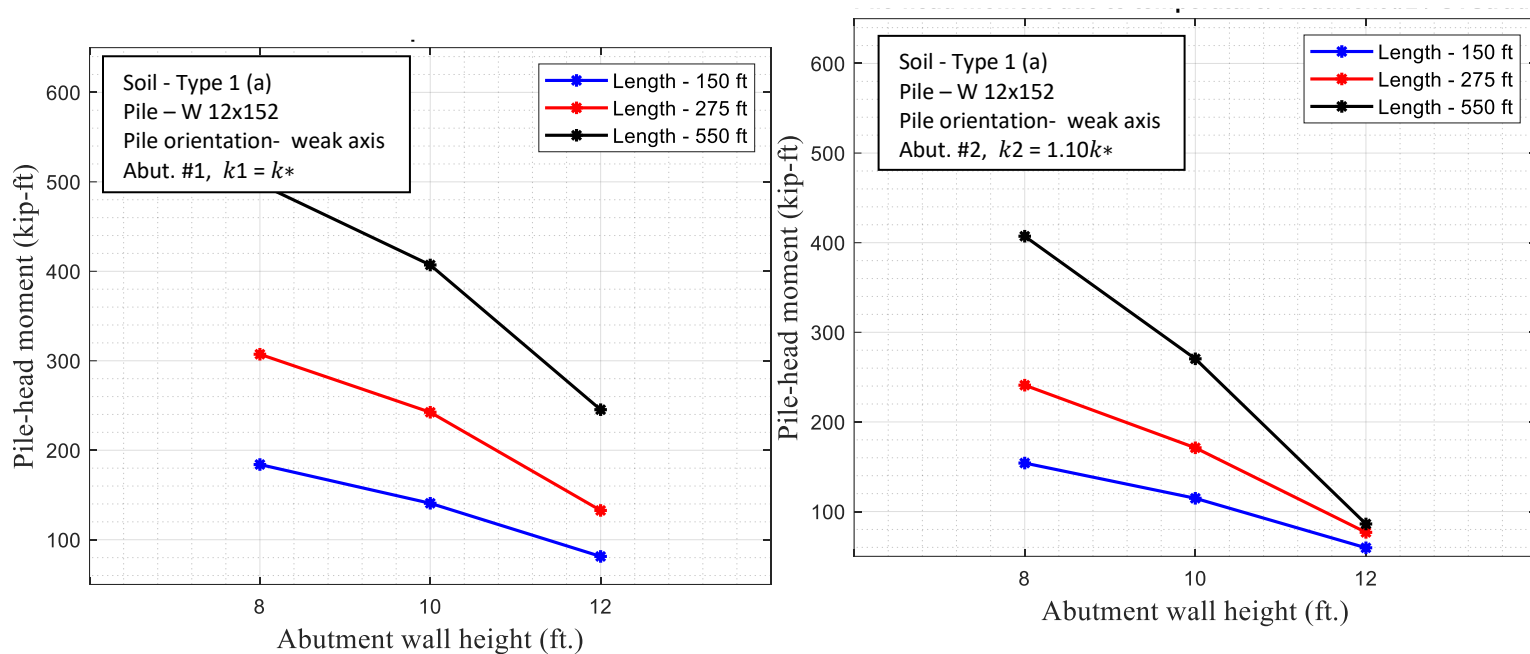 Soil - Type 1 (a)
Pile – W 12x152
Pile orientation- weak axis
Abut. #1, k1 = k*
Length - 150 ft
Length - 275 ft
Length - 550 ft
600
500
400
300
200
100
8
10
12
Pile-head moment (kip-ft)
Abutment wall height (ft.)
Soil - Type 1 (a)
Pile – W 12x152
Pile orientation- weak axis
Abut. #2, k2 = 1.10k*
Length - 150 ft
Length - 275 ft
Length - 550 ft
600
500
400
300
200
100
8
10
12
Pile-head moment (kip-ft)
Abutment wall height (ft.)